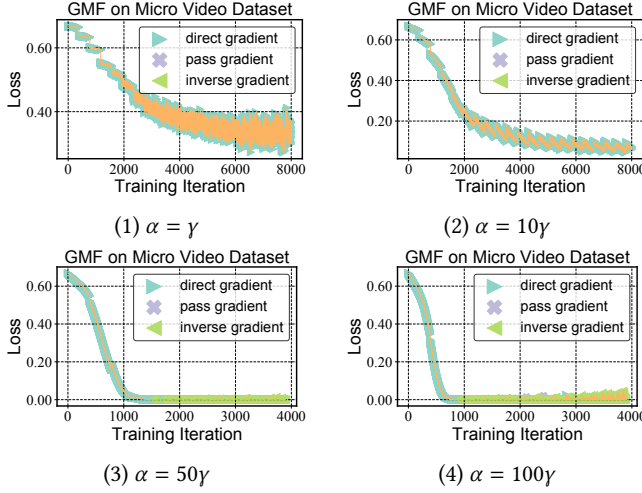 GMF on Micro Video Dataset
0.60
0.40
Loss
direct gradient
pass gradient
inverse gradient
0 2000 4000 6000 8000
Training Iteration
(1) α = γ
GMF on Micro Video Dataset
0.60
0.40
0.20
Loss
direct gradient
pass gradient
inverse gradient
0 2000 4000 6000 8000
Training Iteration
(2) α = 10γ
GMF on Micro Video Dataset
0.60
0.40
0.20
0.00
Loss
direct gradient
pass gradient
inverse gradient
0 1000 2000 3000 4000
Training Iteration
(3) α = 50γ
GMF on Micro Video Dataset
0.60
0.40
0.20
0.00
Loss
direct gradient
pass gradient
inverse gradient
0 1000 2000 3000 4000
Training Iteration
(4) α = 100γ